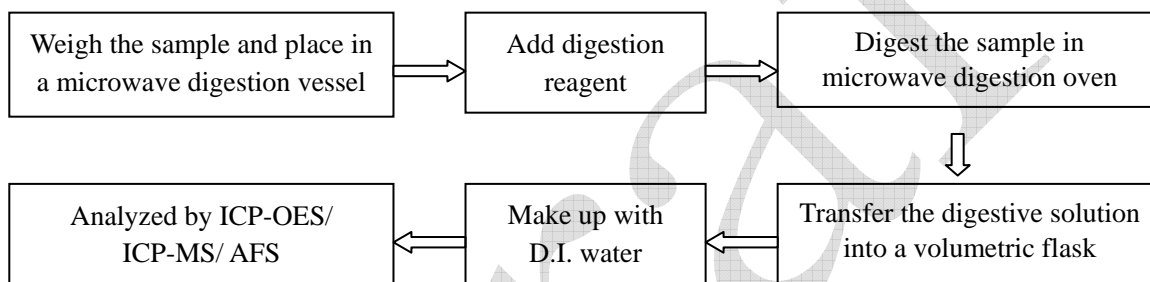 Weigh the sample and place in
a microwave digestion vessel
Add digestion
reagent
Digest the sample in
microwave digestion oven
Transfer the digestive solution
into a volumetric flask
Make up with
D.I. water
Analyzed by ICP-OES/
ICP-MS/ AFS